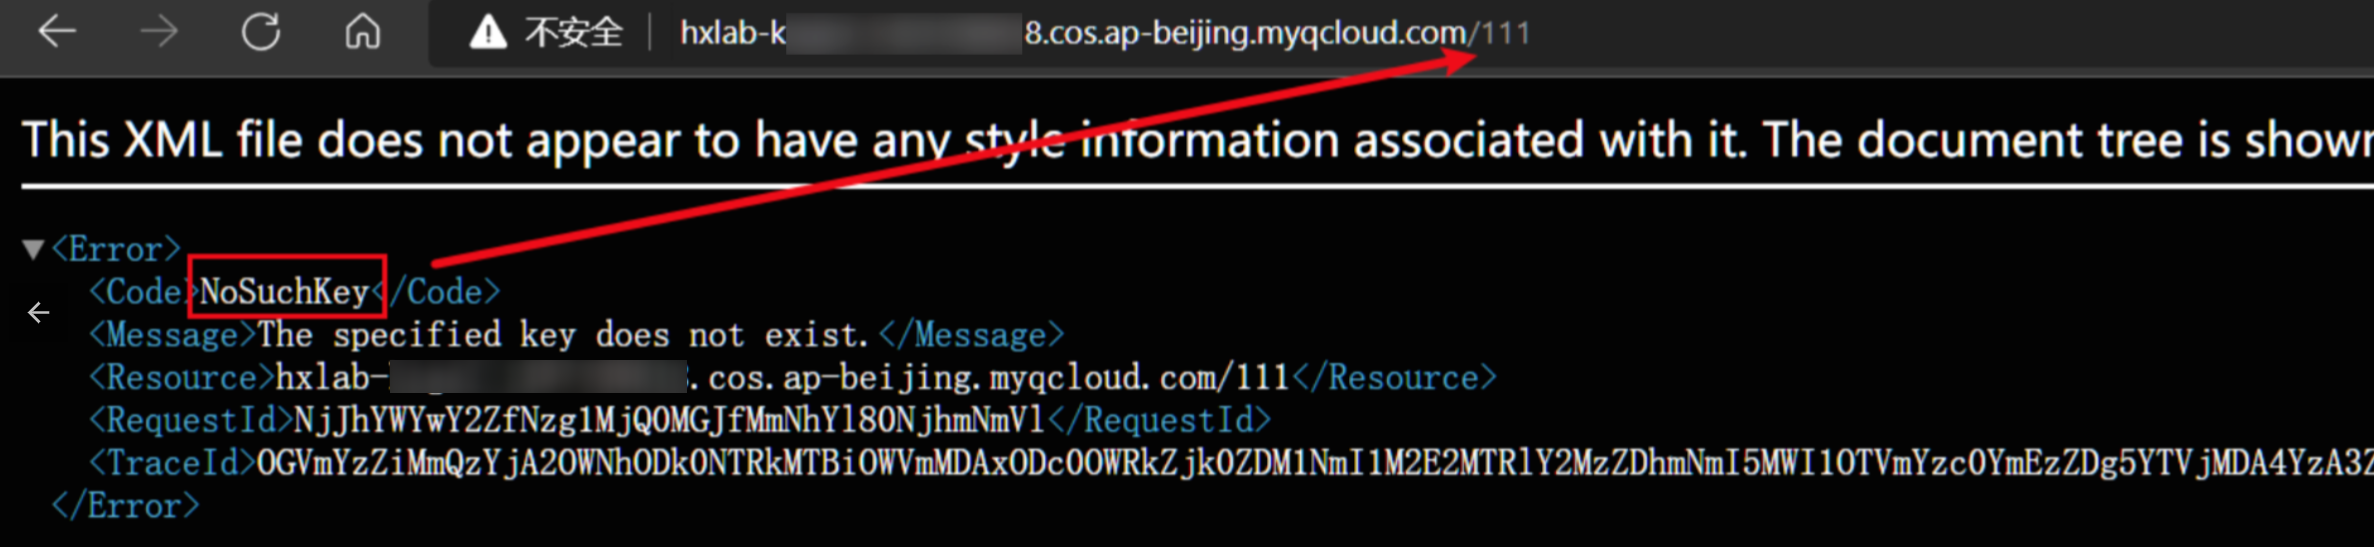 不安全 hxlab-k 8.cos.ap-beijing.myqcloud.com/111
This XML file does not appear to have any style information associated with it. The document tree is shown
▼<Error>
<Code>NoSuchKey</Code>
<Message>The specified key does not exist.</Message>
<Resource>hxlab- .cos.ap-beijing.myqcloud.com/111</Resource>
<RequestId>NjJhYWYwY2ZfNzg1MjQ0MGJfMmNhYl80NjhmNmVl</RequestId>
<TraceId>OGVmYzZiMmQzYjA2OWNhODk0NTRkMTBiOWVmMDAxODc0OWRkZjk0ZDM1NmI1M2E2MTRlY2MzZDhmNmI5MWI1OTVmYzc0YmEzZDg5YTVjMDA4YzA3Z
</Error>